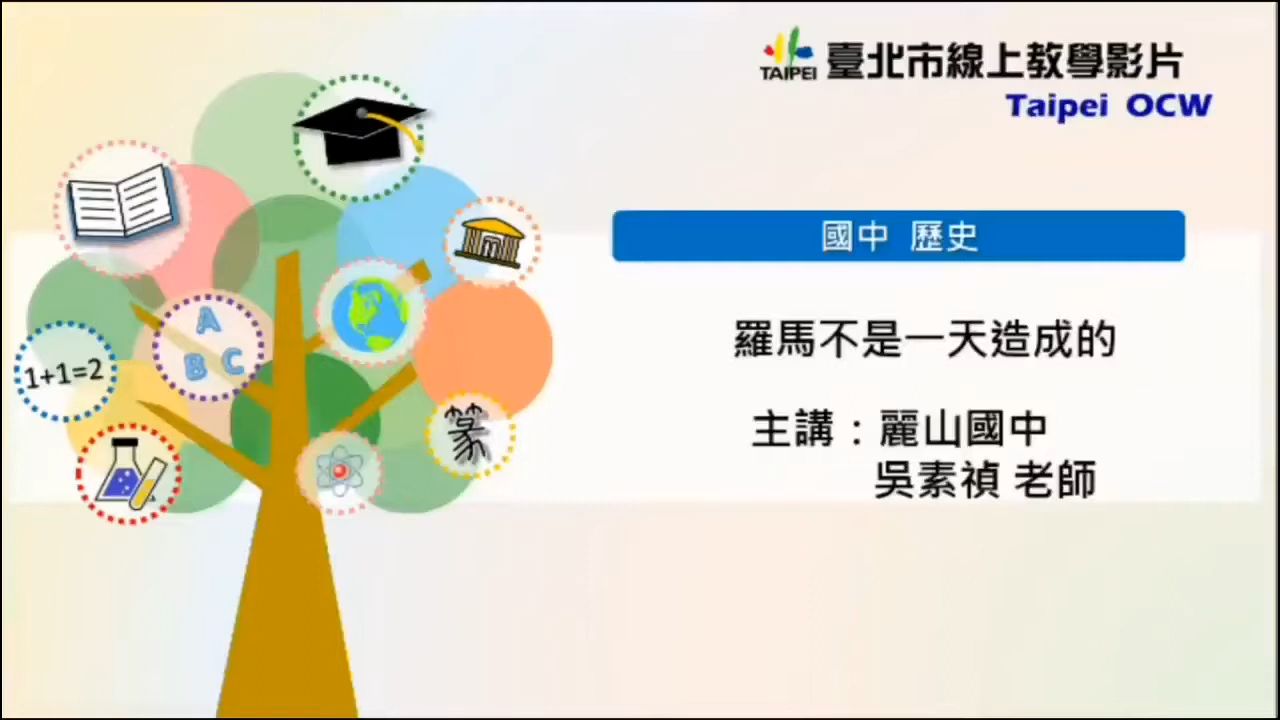 TAIPEI 臺北市線上教學影片
Taipei OCW
國中 歷史
羅馬不是一天造成的
主講：麗山國中
吳素禎 老師
A
B C
1+1=2
篆